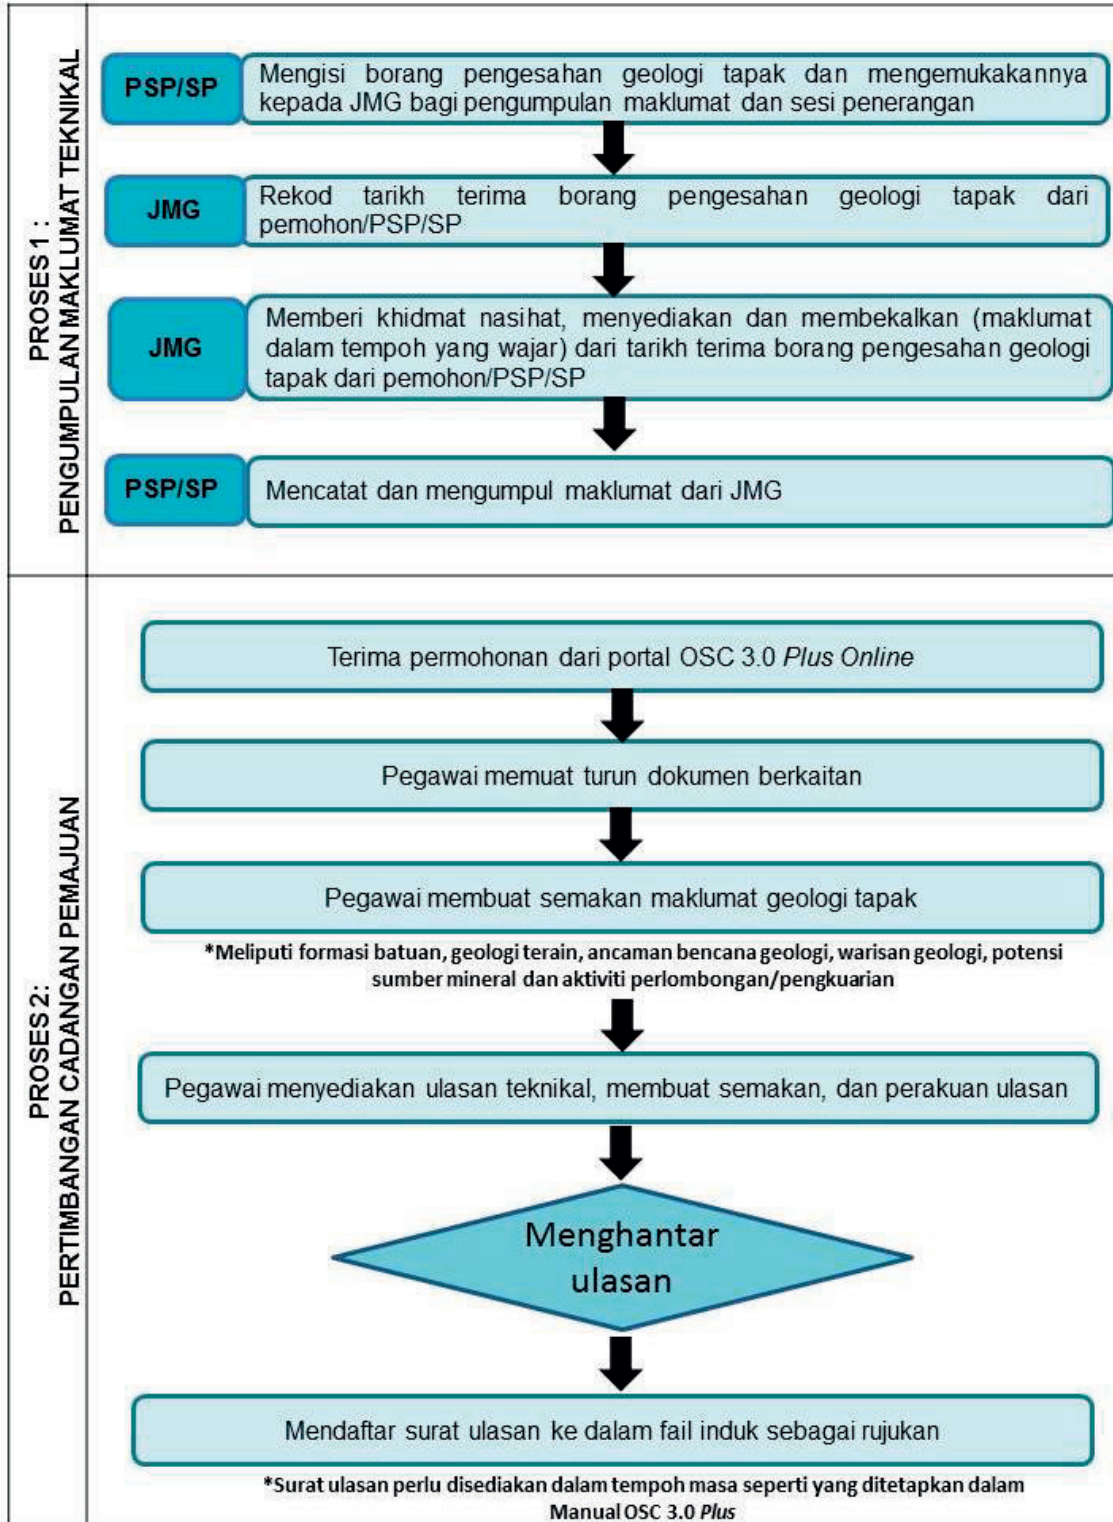 PROSES 1 :
PENGUMPULAN MAKLUMAT TEKNIKAL
PSP/SP
Mengisi borang pengesahan geologi tapak dan mengemukakannya
kepada JMG bagi pengumpulan maklumat dan sesi penerangan
JMG
Rekod tarikh terima borang pengesahan geologi tapak dari
pemohon/PSP/SP
JMG
Memberi khidmat nasihat, menyediakan dan membekalkan (maklumat
dalam tempoh yang wajar) dari tarikh terima borang pengesahan geologi
tapak dari pemohon/PSP/SP
PSP/SP
Mencatat dan mengumpul maklumat dari JMG
PROSES 2:
PERTIMBANGAN CADANGAN PEMAJUAN
Terima permohonan dari portal OSC 3.0 Plus Online
Pegawai memuat turun dokumen berkaitan
Pegawai membuat semakan maklumat geologi tapak
*Meliputi formasi batuan, geologi terain, ancaman bencana geologi, warisan geologi, potensi
sumber mineral dan aktiviti perlombongan/pengkuarian
Pegawai menyediakan ulasan teknikal, membuat semakan, dan perakuan ulasan
Menghantar
ulasan
Mendaftar surat ulasan ke dalam fail induk sebagai rujukan
*Surat ulasan perlu disediakan dalam tempoh masa seperti yang ditetapkan dalam
Manual OSC 3.0 Plus